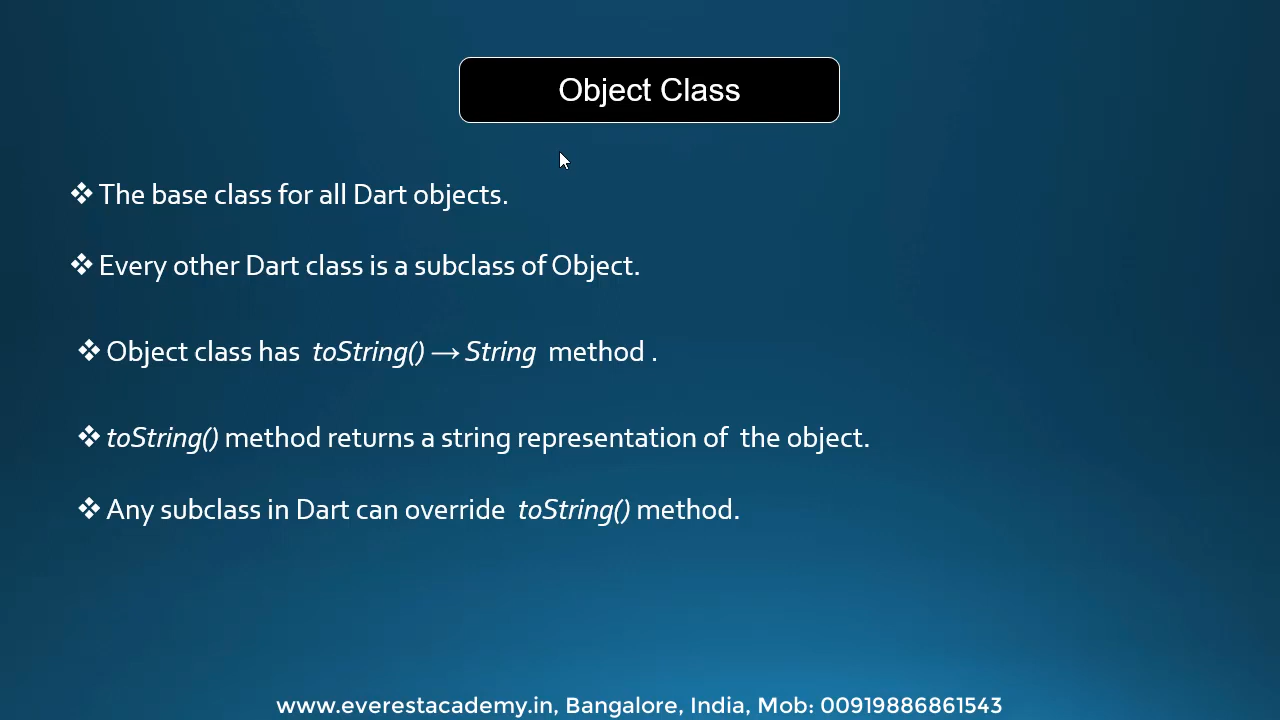 Object Class
❖ The base class for all Dart objects.
❖ Every other Dart class is a subclass of Object.
❖ Object class has toString() → String method .
❖ toString() method returns a string representation of the object.
❖ Any subclass in Dart can override toString() method.
www.everestacademy.in, Bangalore, India, Mob: 00919886861543